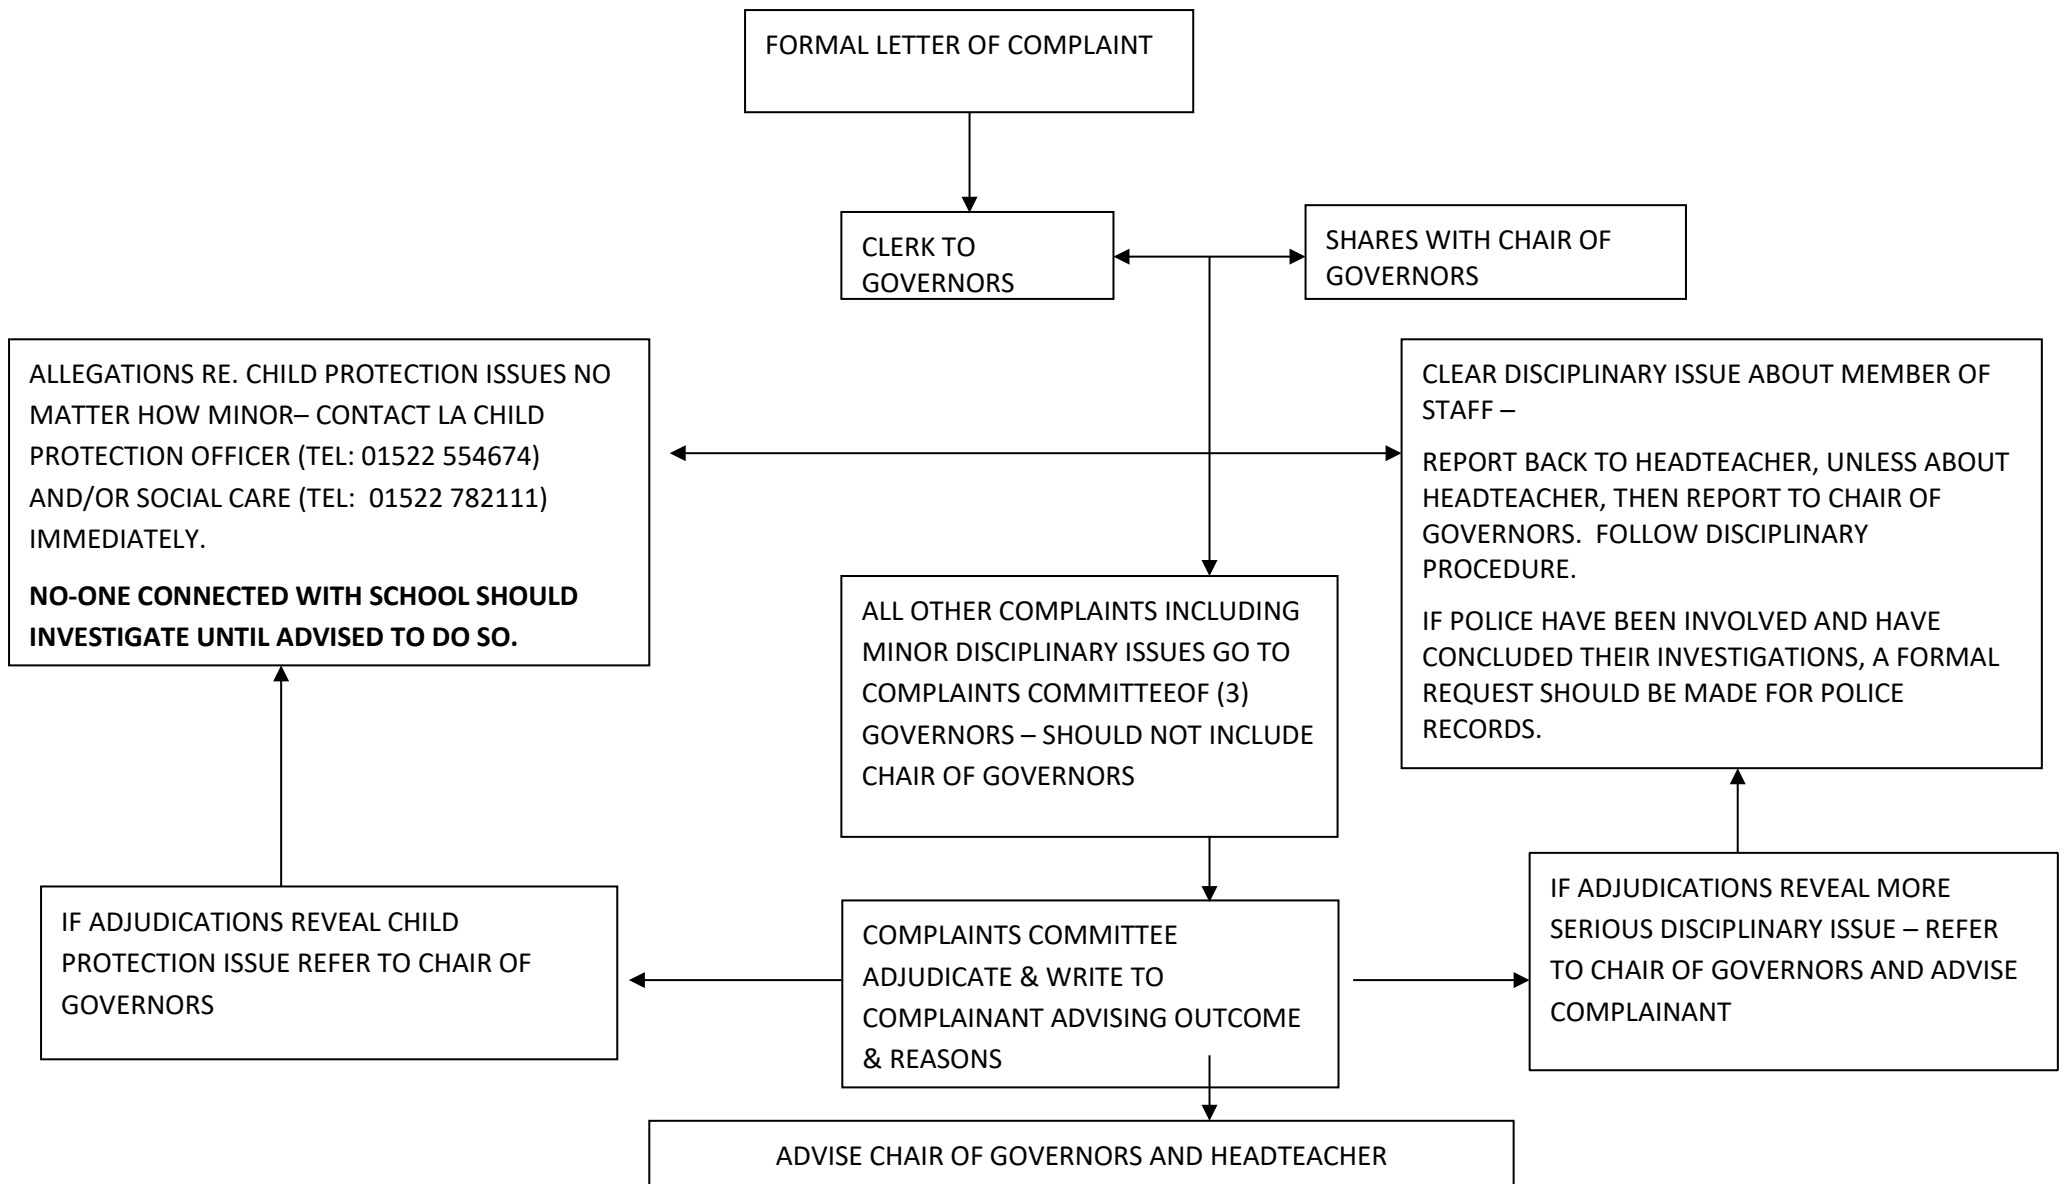 FORMAL LETTER OF COMPLAINT
CLERK TO
GOVERNORS
SHARES WITH CHAIR OF
GOVERNORS
ALLEGATIONS RE. CHILD PROTECTION ISSUES NO
MATTER HOW MINOR– CONTACT LA CHILD
PROTECTION OFFICER (TEL: 01522 554674)
AND/OR SOCIAL CARE (TEL:  01522 782111)
IMMEDIATELY.
NO-ONE CONNECTED WITH SCHOOL SHOULD
INVESTIGATE UNTIL ADVISED TO DO SO.
CLEAR DISCIPLINARY ISSUE ABOUT MEMBER OF
STAFF –
REPORT BACK TO HEADTEACHER, UNLESS ABOUT
HEADTEACHER, THEN REPORT TO CHAIR OF
GOVERNORS.  FOLLOW DISCIPLINARY
PROCEDURE.
IF POLICE HAVE BEEN INVOLVED AND HAVE
CONCLUDED THEIR INVESTIGATIONS, A FORMAL
REQUEST SHOULD BE MADE FOR POLICE
RECORDS.
ALL OTHER COMPLAINTS INCLUDING
MINOR DISCIPLINARY ISSUES GO TO
COMPLAINTS COMMITTEEOF (3)
GOVERNORS – SHOULD NOT INCLUDE
CHAIR OF GOVERNORS
IF ADJUDICATIONS REVEAL CHILD
PROTECTION ISSUE REFER TO CHAIR OF
GOVERNORS
COMPLAINTS COMMITTEE
ADJUDICATE & WRITE TO
COMPLAINANT ADVISING OUTCOME
& REASONS
IF ADJUDICATIONS REVEAL MORE
SERIOUS DISCIPLINARY ISSUE – REFER
TO CHAIR OF GOVERNORS AND ADVISE
COMPLAINANT
ADVISE CHAIR OF GOVERNORS AND HEADTEACHER